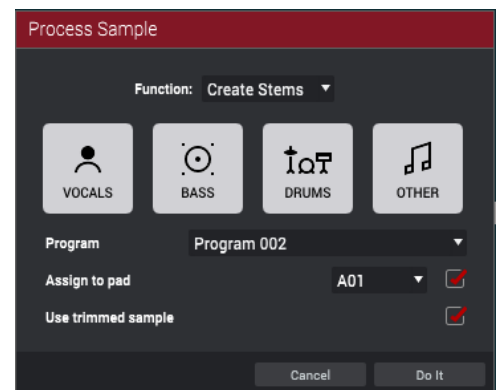 Process Sample
Function: Create Stems
VOCALS BASS DRUMS OTHER
Program Program 002
Assign to pad A01
Use trimmed sample
Cancel Do It